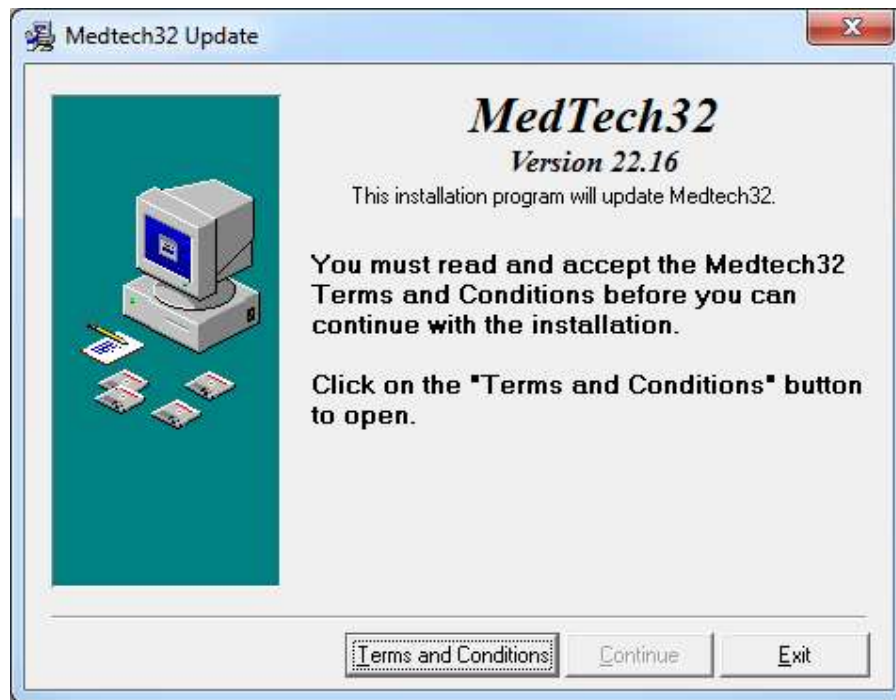 Medtech32 Update
MedTech32
Version 22.16
This installation program will update Medtech32.
You must read and accept the Medtech32
Terms and Conditions before you can
continue with the installation.
Click on the "Terms and Conditions" button
to open.
Terms and Conditions
Continue
Exit